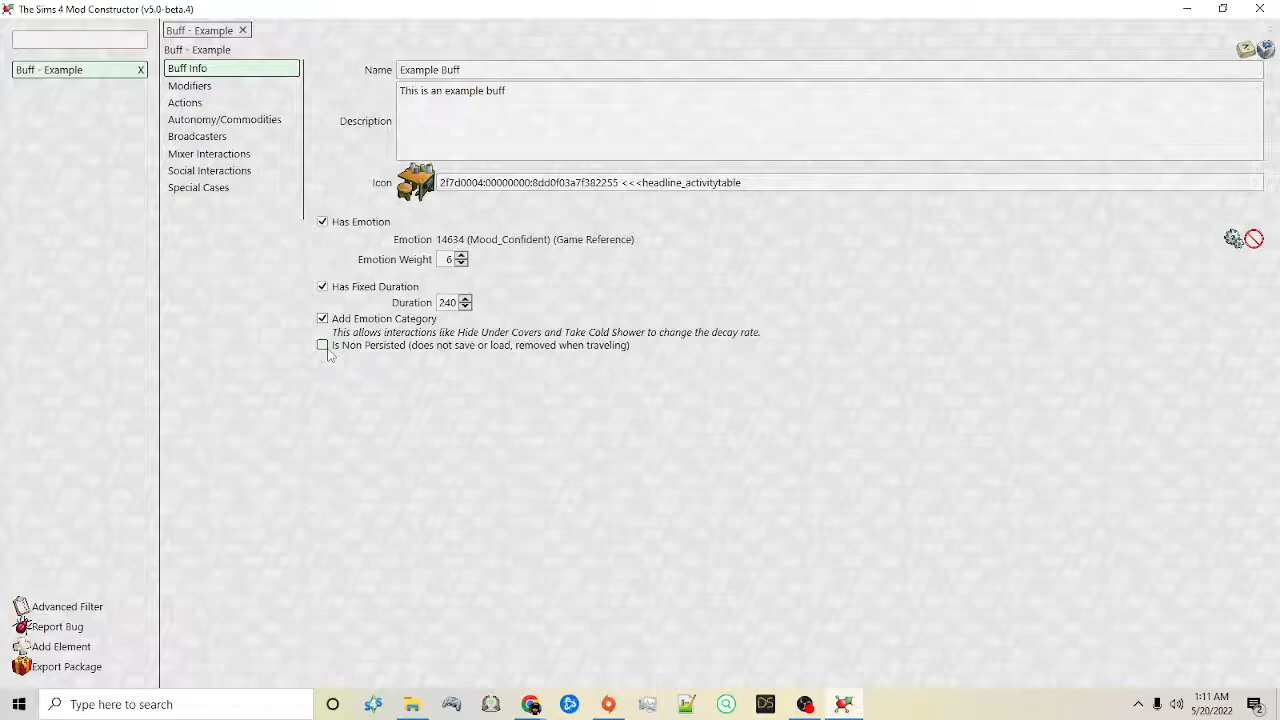 The Sims 4 Mod Constructor (v5.0-beta.4)
Buff - Example X
Buff - Example
Buff - Example X
Buff Info
Modifiers
Actions
Autonomy/Commodities
Broadcasters
Mixer Interactions
Social Interactions
Special Cases
Name Example Buff
Description This is an example buff
Icon 2f7d0004:00000000:8dd0f03a7f382255 <<<headline_activitytable
Has Emotion
Emotion 14634 (Mood_Confident) (Game Reference)
Emotion Weight 6
Has Fixed Duration
Duration 240
Add Emotion Category
This allows interactions like Hide Under Covers and Take Cold Shower to change the decay rate.
Is Non Persisted (does not save or load, removed when traveling)
Advanced Filter
Report Bug
Add Element
Export Package
Type here to search
DS
1:11 AM
5/20/2022
2